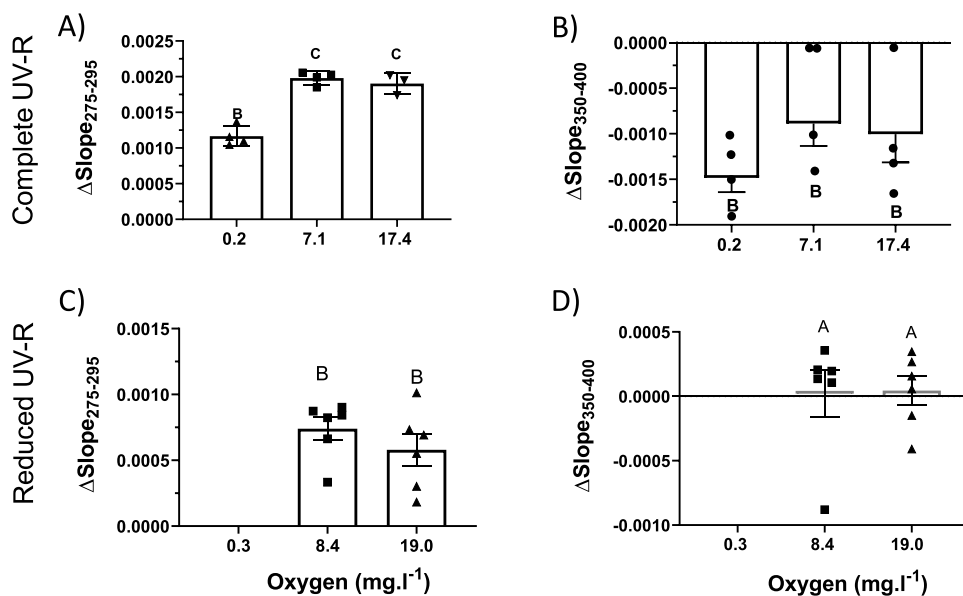 Complete UV-R
A)
ΔSlope275-295
0.0025
0.0020
0.0015
0.0010
0.0005
0.0000
B
C
C
0.2
7.1
17.4
B)
ΔSlope350-400
0.0000
-0.0005
-0.0010
-0.0015
-0.0020
B
B
B
0.2
7.1
17.4
Reduced UV-R
C)
ΔSlope275-295
0.0015
0.0010
0.0005
0.0000
B
B
0.3
8.4
19.0
Oxygen (mg.l-1)
D)
ΔSlope350-400
0.0005
0.0000
-0.0005
-0.0010
A
A
0.3
8.4
19.0
Oxygen (mg.l-1)